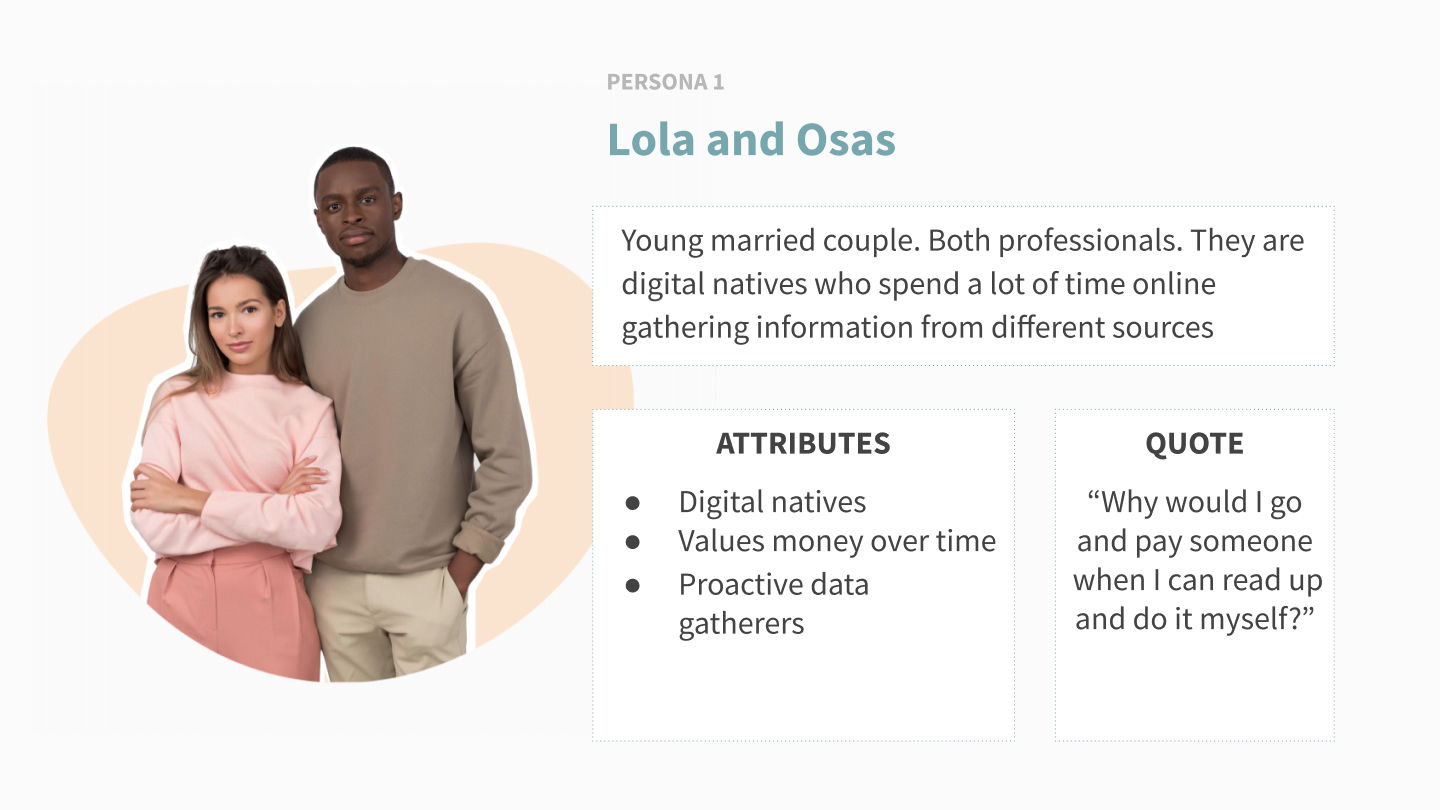 PERSONA 1
Lola and Osas
Young married couple. Both professionals. They are
digital natives who spend a lot of time online
gathering information from different sources
ATTRIBUTES
● Digital natives
● Values money over time
● Proactive data
gatherers
QUOTE
“Why would I go
and pay someone
when I can read up
and do it myself?”